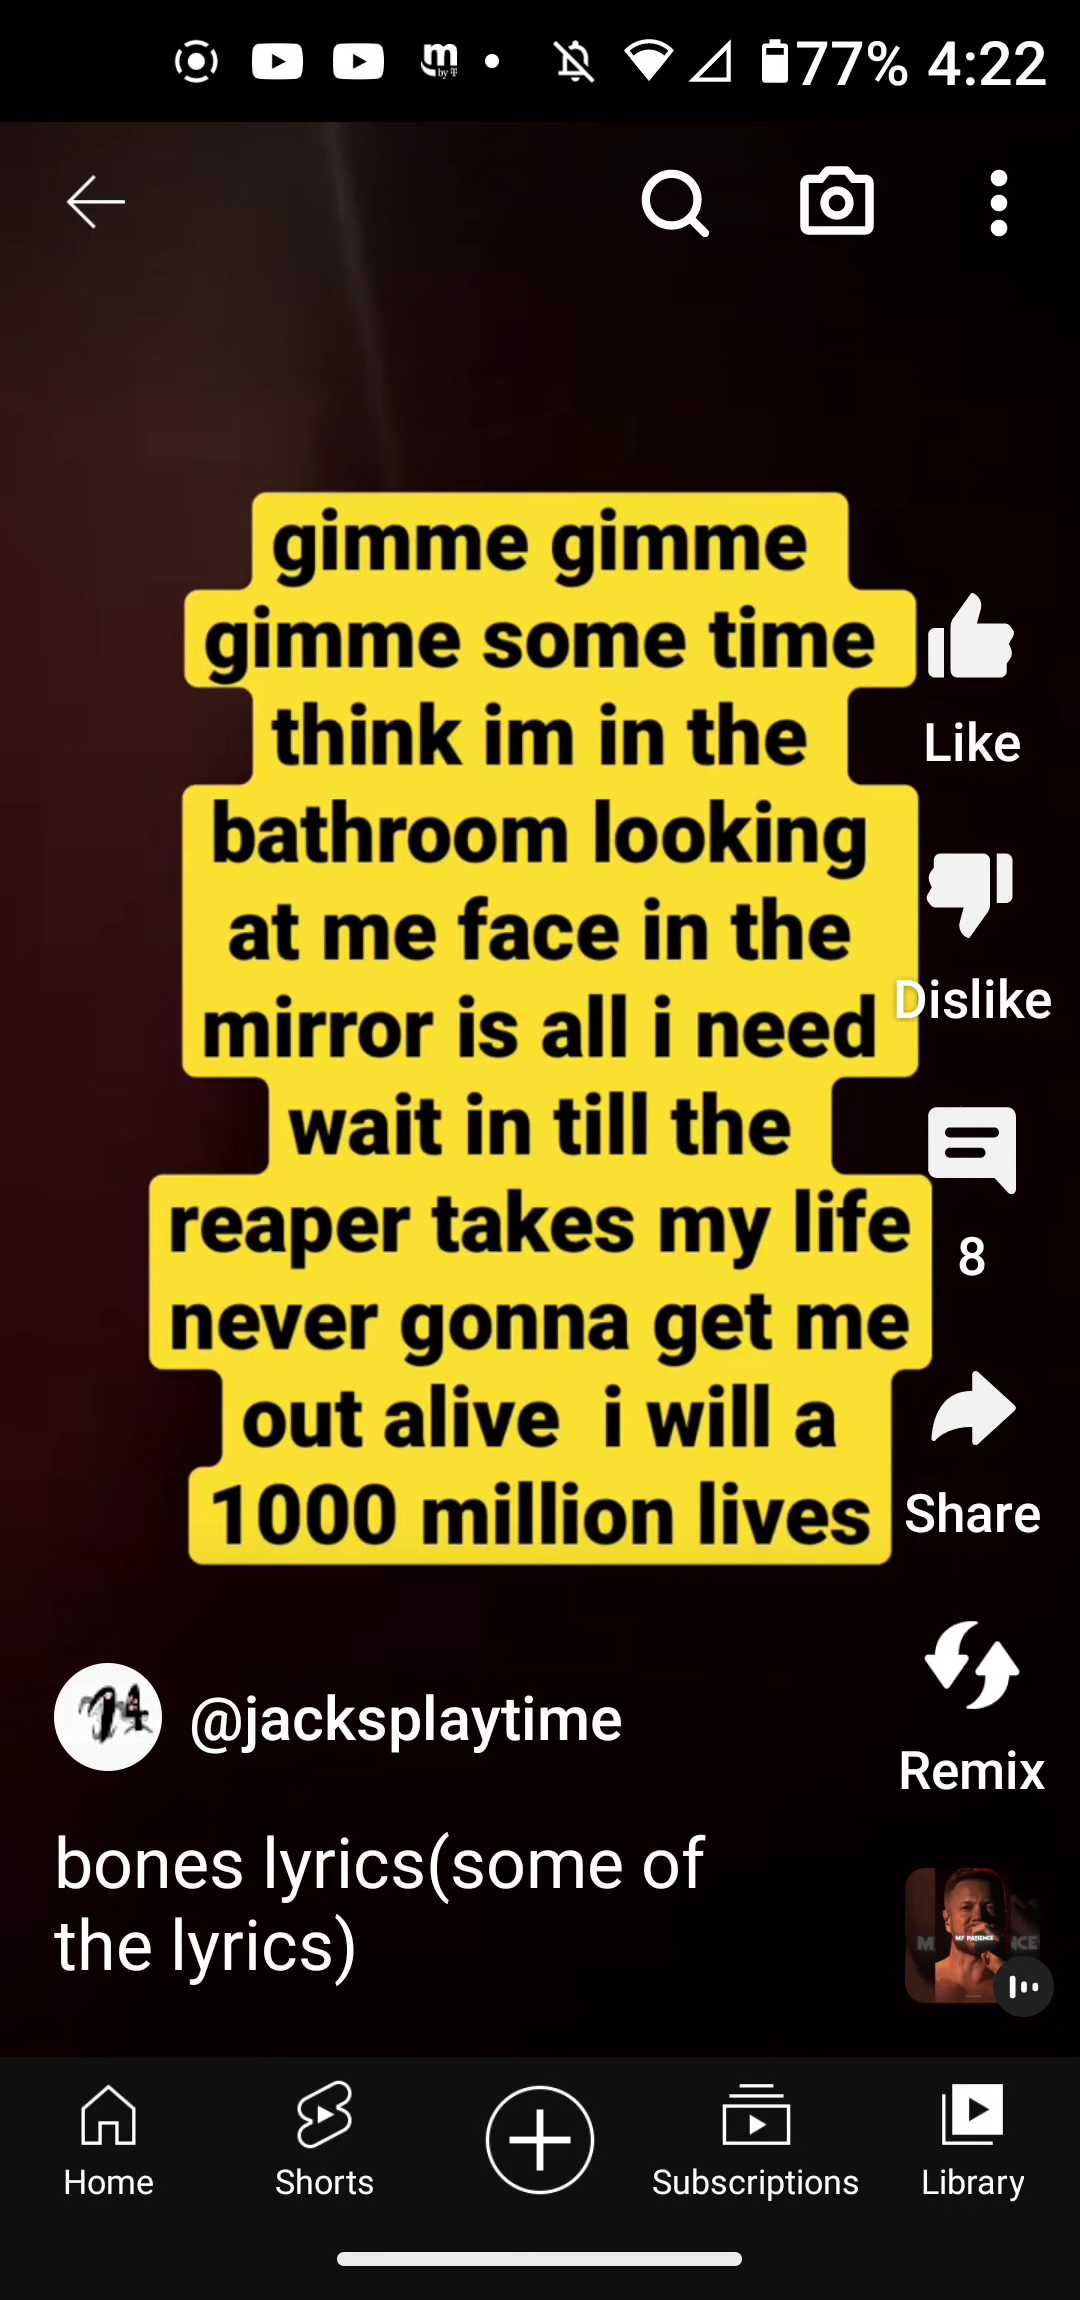 77% 4:22
gimme gimme
gimme some time
think im in the
bathroom looking
at me face in the
mirror is all i need
wait in till the
reaper takes my life
never gonna get me
out alive  i will a
1000 million lives
Like
Dislike
8
Share
Remix
@jacksplaytime
bones lyrics(some of
the lyrics)
MY PATIENCE
Home
Shorts
Subscriptions
Library